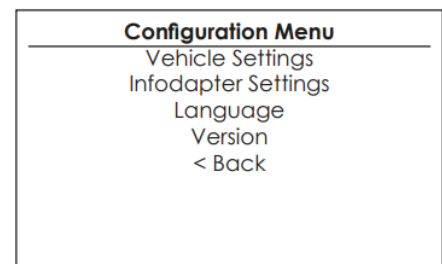 Configuration Menu
Vehicle Settings
Infodapter Settings
Language
Version
< Back